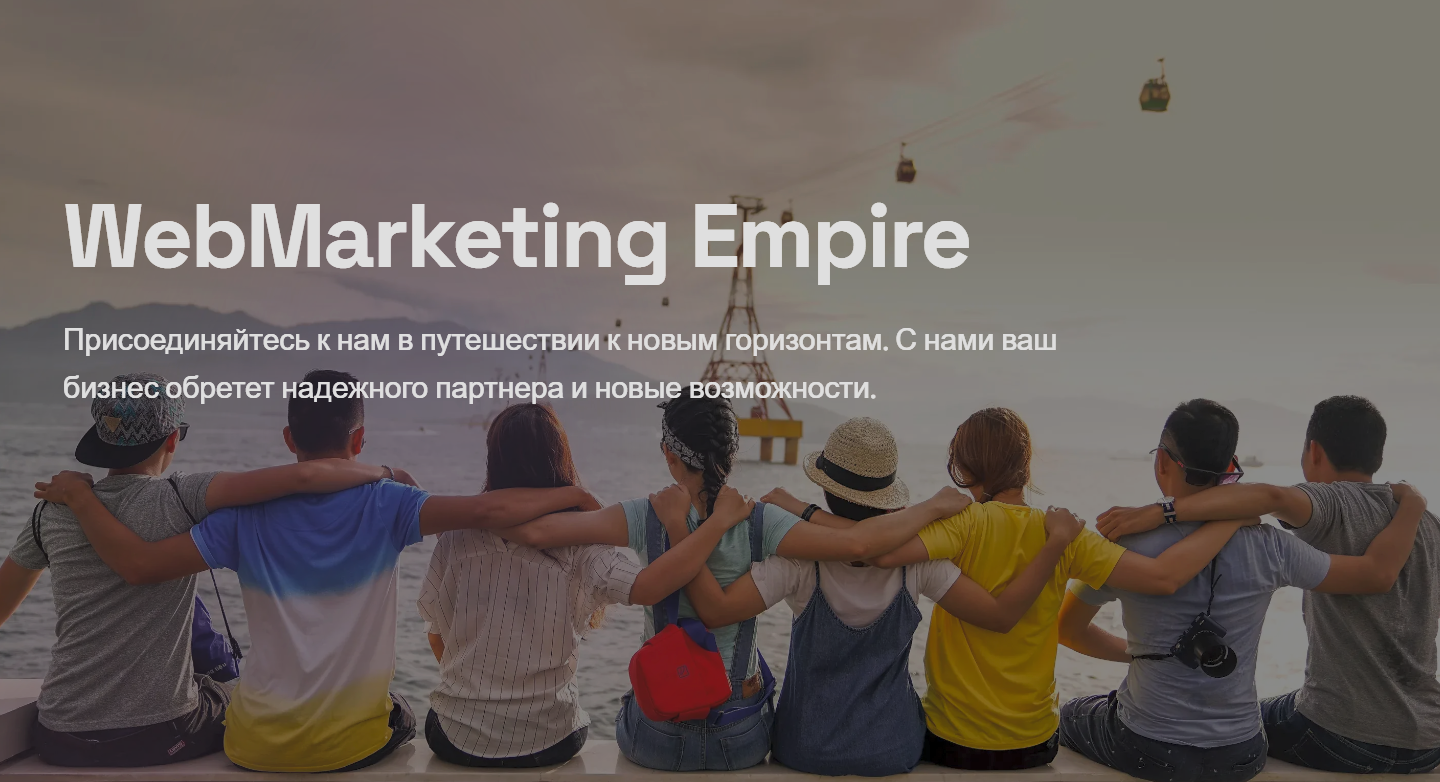 WebMarketing Empire
Присоединяйтесь к нам в путешествии к новым горизонтам. С нами ваш
бизнес обретет надежного партнера и новые возможности.